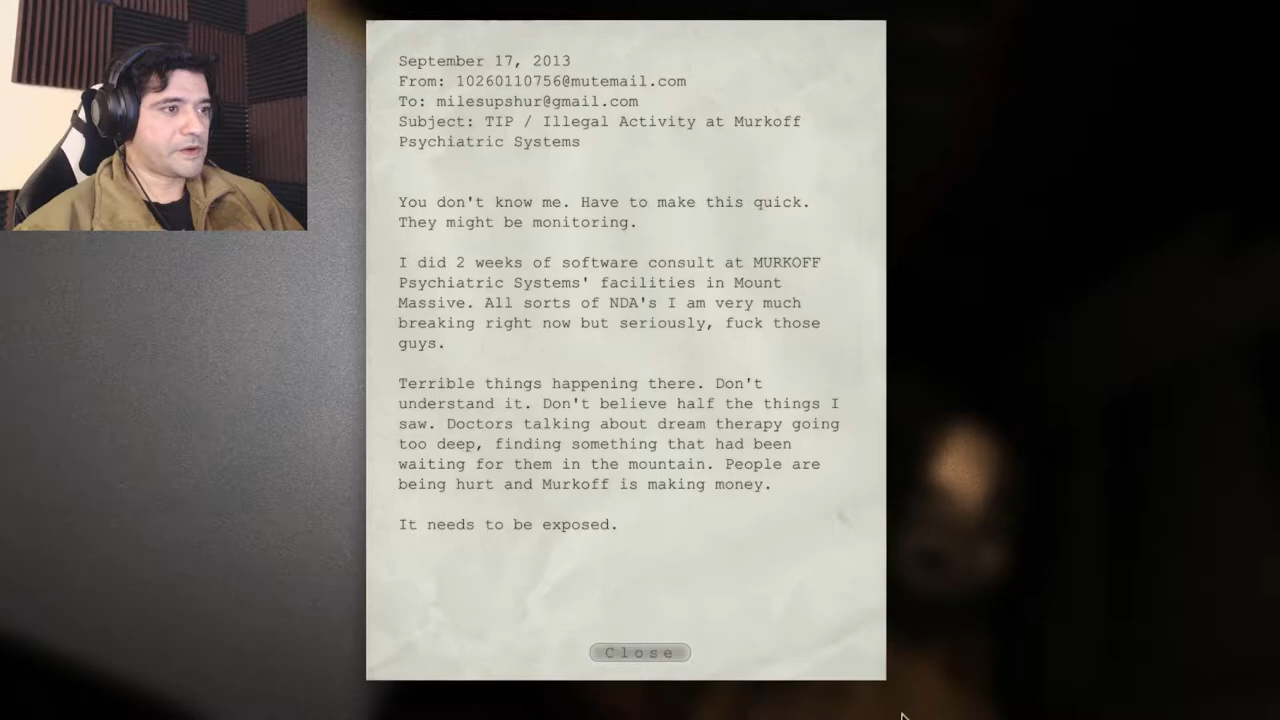 September 17, 2013
From: 10260110756@mutemail.com
To: milesupshur@gmail.com
Subject: TIP / Illegal Activity at Murkoff
Psychiatric Systems
You don't know me. Have to make this quick.
They might be monitoring.
I did 2 weeks of software consult at MURKOFF
Psychiatric Systems' facilities in Mount
Massive. All sorts of NDA's I am very much
breaking right now but seriously, fuck those
guys.
Terrible things happening there. Don't
understand it. Don't believe half the things I
saw. Doctors talking about dream therapy going
too deep, finding something that had been
waiting for them in the mountain. People are
being hurt and Murkoff is making money.
It needs to be exposed.
Close